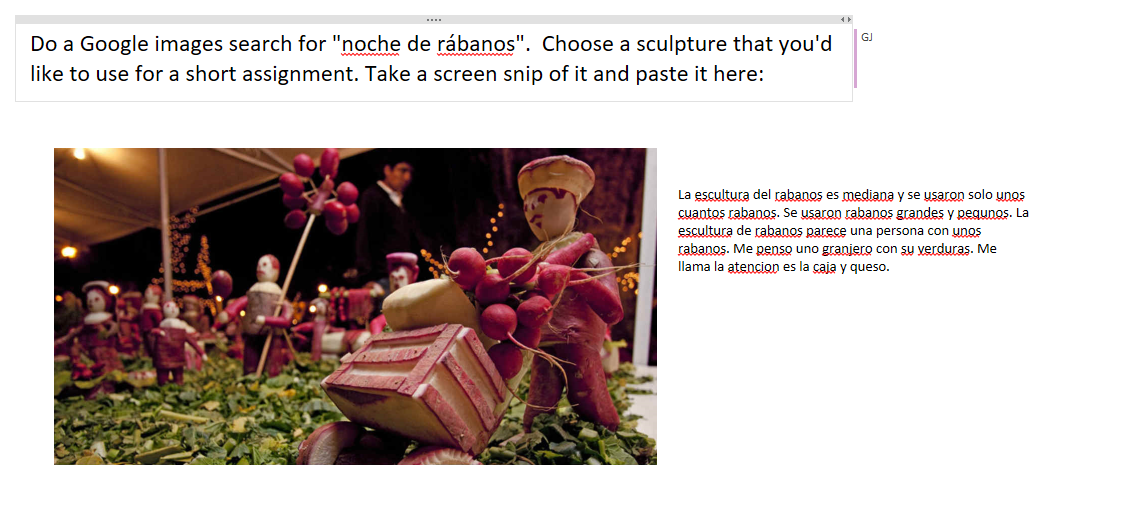 Do a Google images search for "noche de rábanos".  Choose a sculpture that you'd
like to use for a short assignment. Take a screen snip of it and paste it here:
GJ
La escultura del rabanos es mediana y se usaron solo unos
cuantos rabanos. Se usaron rabanos grandes y pequnos. La
escultura de rabanos parece una persona con unos
rabanos. Me penso uno granjero con su verduras. Me
llama la atencion es la caja y queso.